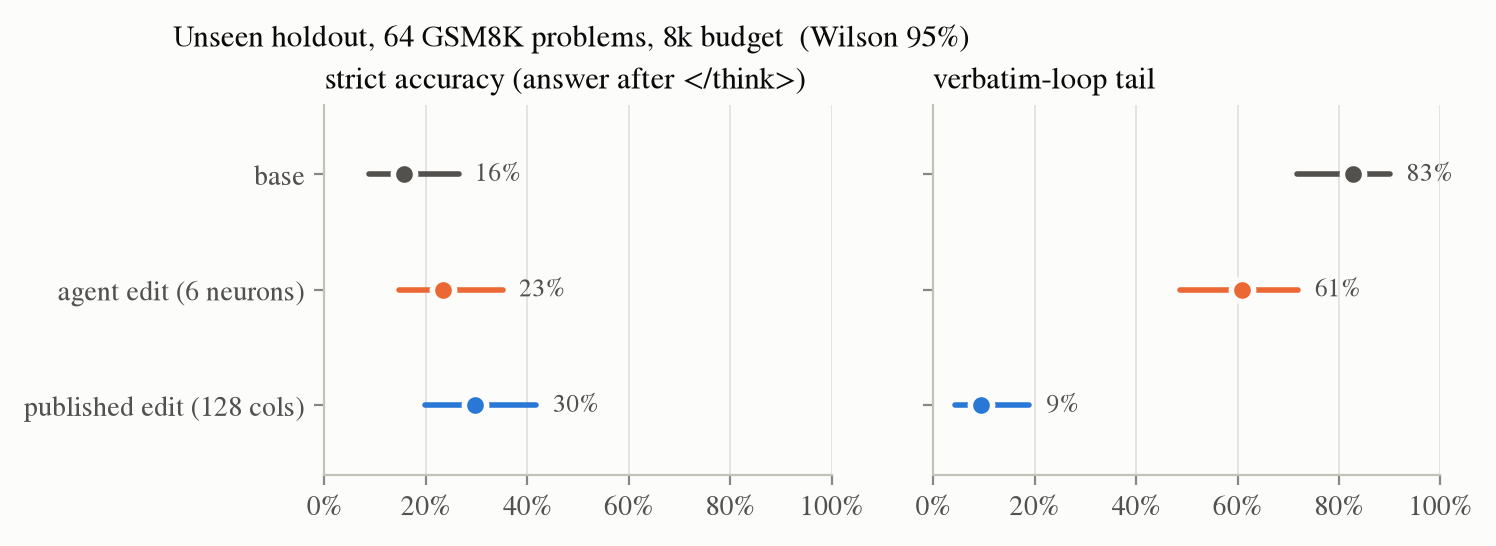 Unseen holdout, 64 GSM8K problems, 8k budget  (Wilson 95%)
strict accuracy (answer after </think>)
verbatim-loop tail
base
16%
83%
agent edit (6 neurons)
23%
61%
published edit (128 cols)
30%
9%
0% 20% 40% 60% 80% 100%
0% 20% 40% 60% 80% 100%